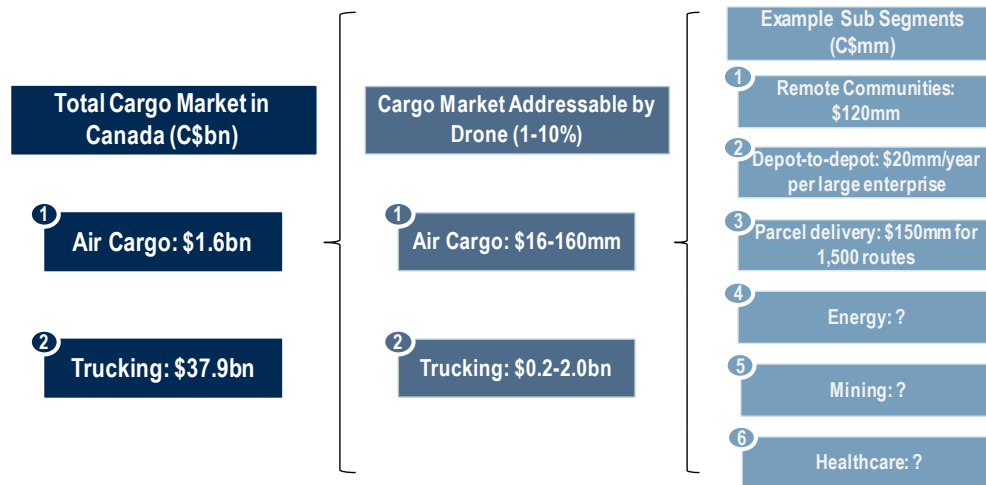 Total Cargo Market in
Canada (C$bn)
1
Air Cargo: $1.6bn
2
Trucking: $37.9bn
Cargo Market Addressable by
Drone (1-10%)
1
Air Cargo: $16-160mm
2
Trucking: $0.2-2.0bn
Example Sub Segments
(C$mm)
1
Remote Communities:
$120mm
2
Depot-to-depot: $20mm/year
per large enterprise
3
Parcel delivery: $150mm for
1,500 routes
4
Energy: ?
5
Mining: ?
6
Healthcare: ?